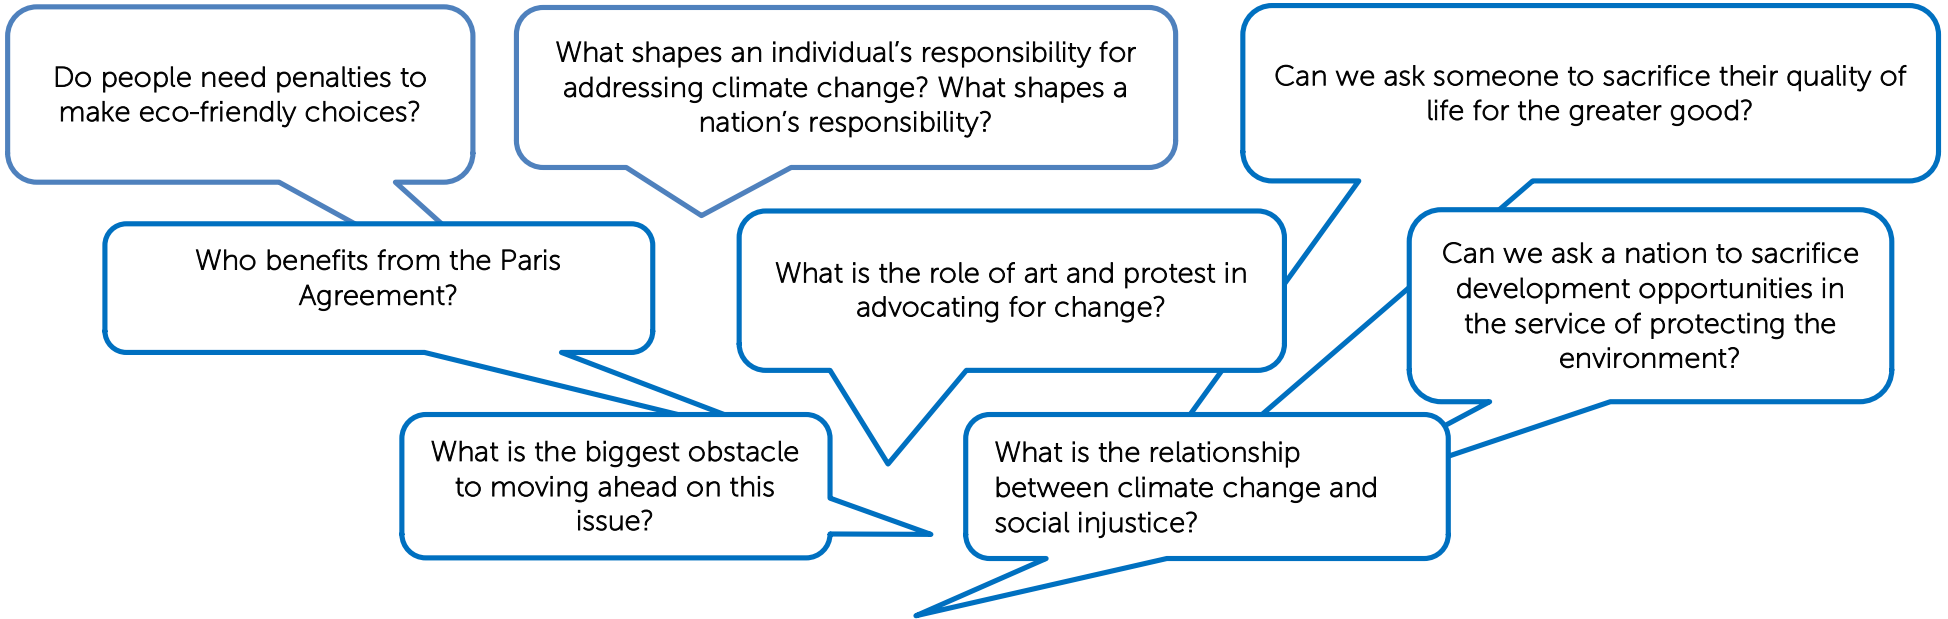 Do people need penalties to
make eco-friendly choices?
What shapes an individual’s responsibility for
addressing climate change? What shapes a
nation’s responsibility?
Can we ask someone to sacrifice their quality of
life for the greater good?
Who benefits from the Paris
Agreement?
What is the role of art and protest in
advocating for change?
Can we ask a nation to sacrifice
development opportunities in
the service of protecting the
environment?
What is the biggest obstacle
to moving ahead on this
issue?
What is the relationship
between climate change and
social injustice?